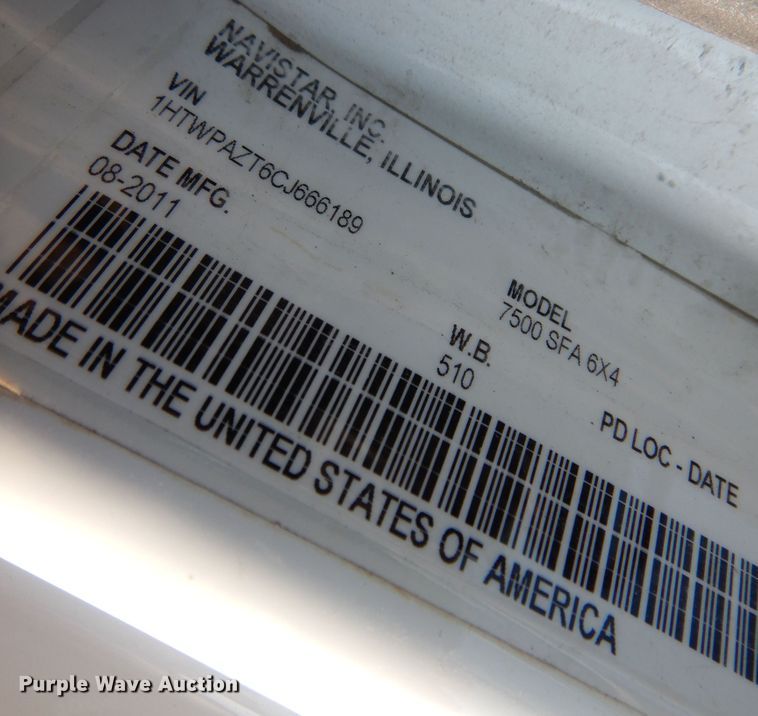 NAVISTAR, INC.
WARRENVILLE, ILLINOIS
VIN
1HTWPAZT6CJ666189
DATE MFG.
08-2011
MODEL
7500 SFA 6X4
W.B.
510
PD LOC - DATE
MADE IN THE UNITED STATES OF AMERICA
Purple Wave Auction